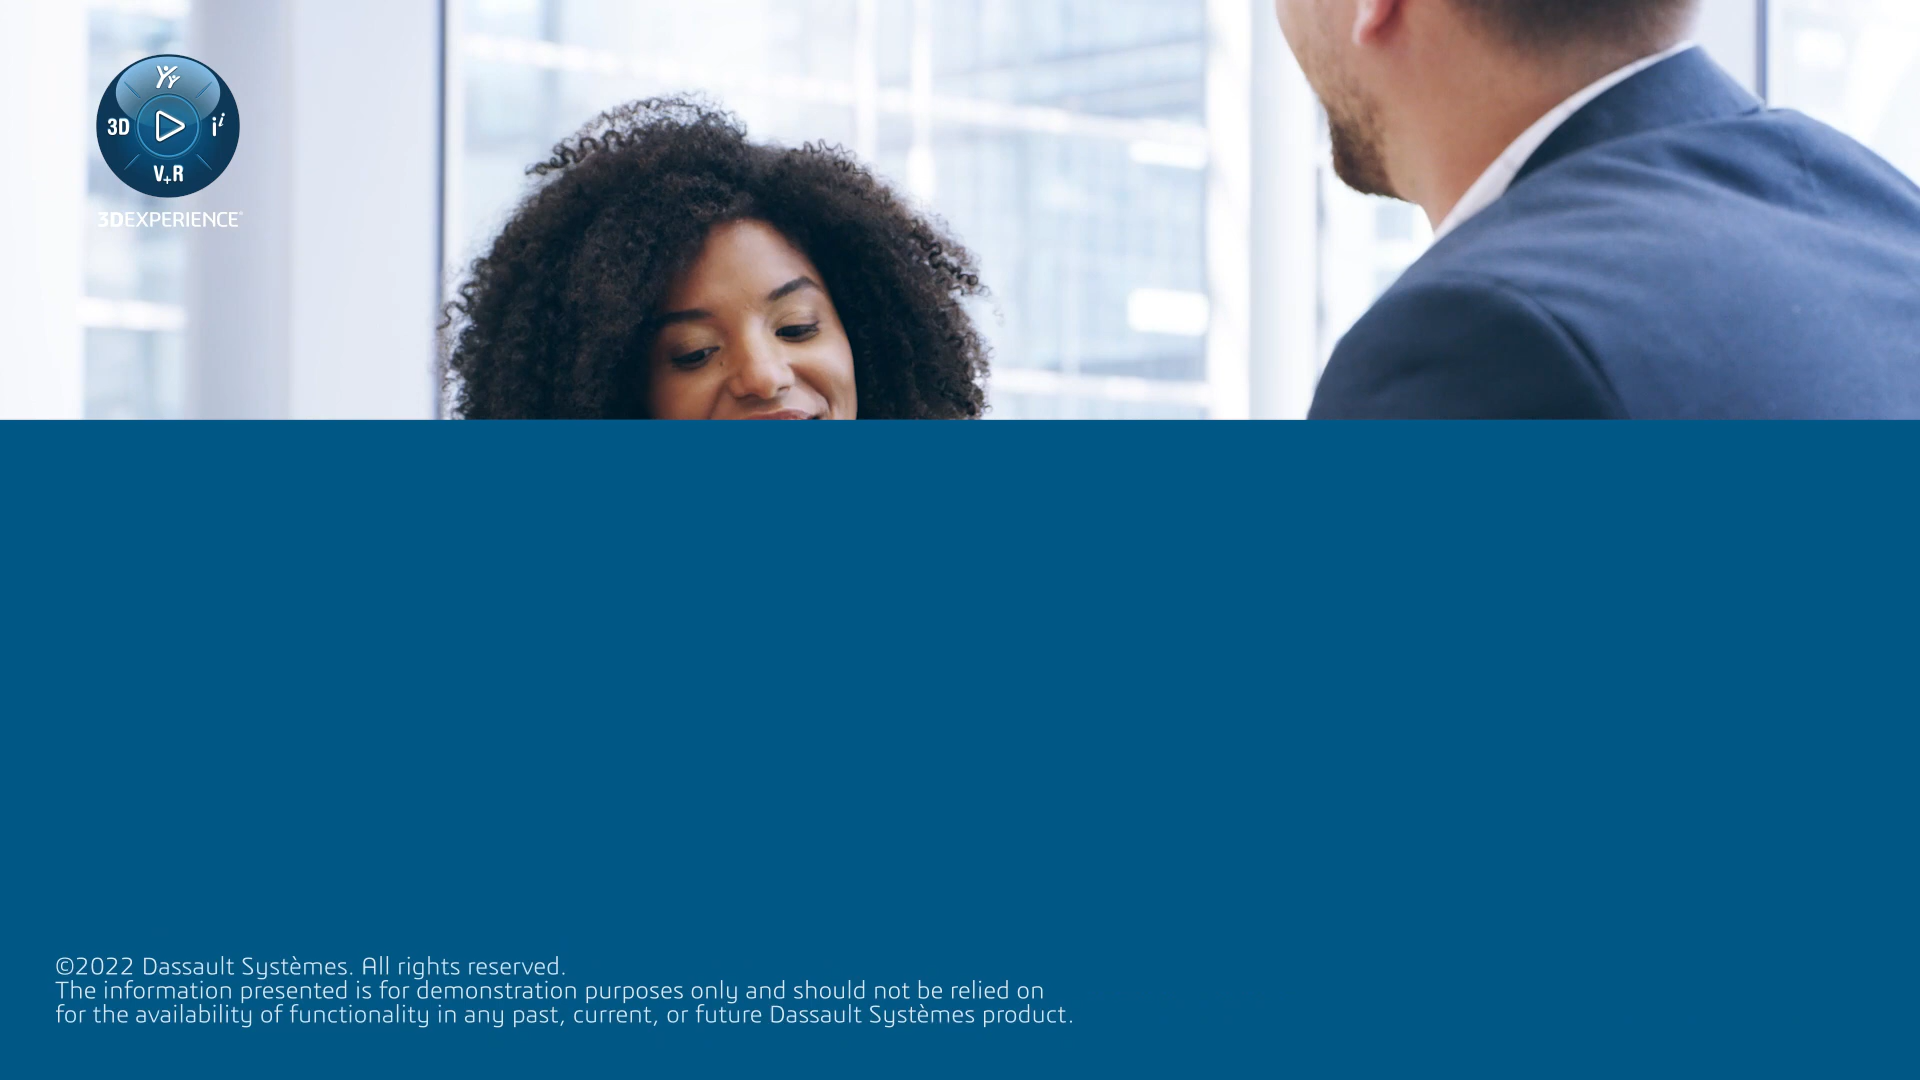 3D
i i
V+R
3DEXPERIENCE®
©2022 Dassault Systèmes. All rights reserved.
The information presented is for demonstration purposes only and should not be relied on
for the availability of functionality in any past, current, or future Dassault Systèmes product.